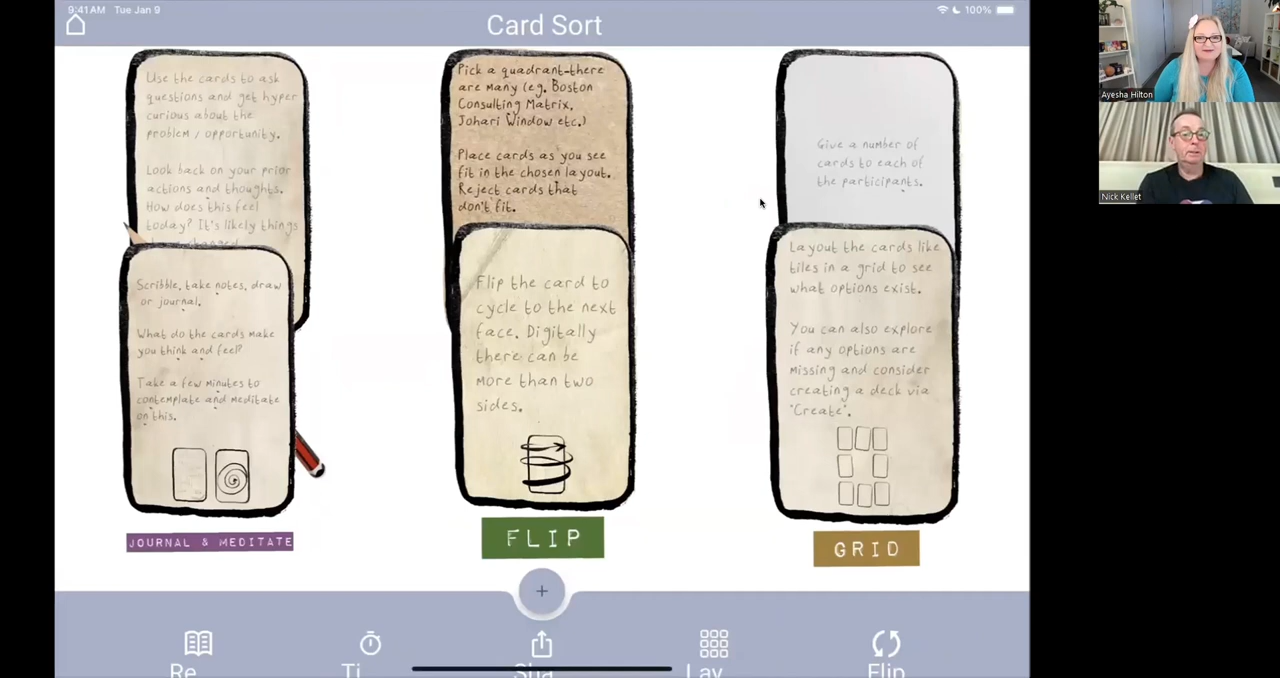 9:41AM Tue Jan 9
100%
Card Sort
Use the cards to ask
questions and get hyper
curious about the
problem / opportunity.
Look back on your prior
actions and thoughts.
How does this feel
today? It's likely things
Scribble, take notes, draw
or journal.
What do the cards make
you think and feel?
Take a few minutes to
contemplate and meditate
on this.
JOURNAL & MEDITATE
Pick a quadrant-there
are many (eg. Boston
Consulting Matrix,
Johari Window etc.)
Place cards as you see
fit in the chosen layout.
Reject cards that
don't fit.
Flip the card to
cycle to the next
face. Digitally
there can be
more than two
sides.
FLIP
Give a number of
cards to each of
the participants.
Layout the cards like
tiles in a grid to see
what options exist.
You can also explore
if any options are
missing and consider
creating a deck via
'Create'.
GRID
+
Re
Ti
Sha
Lay
Flip
Ayesha Hilton
Nick Kellet